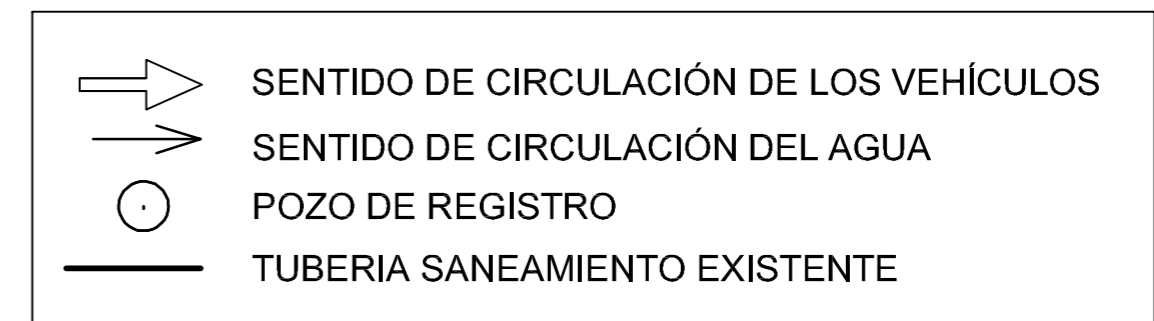 SENTIDO DE CIRCULACIÓN DE LOS VEHÍCULOS
SENTIDO DE CIRCULACIÓN DEL AGUA
POZO DE REGISTRO
TUBERIA SANEAMIENTO EXISTENTE